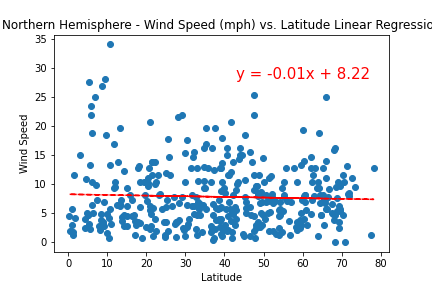 Northern Hemisphere - Wind Speed (mph) vs. Latitude Linear Regressio
35
30
25
20
15
10
5
0
Wind Speed
y = -0.01x + 8.22
0 10 20 30 40 50 60 70 80
Latitude